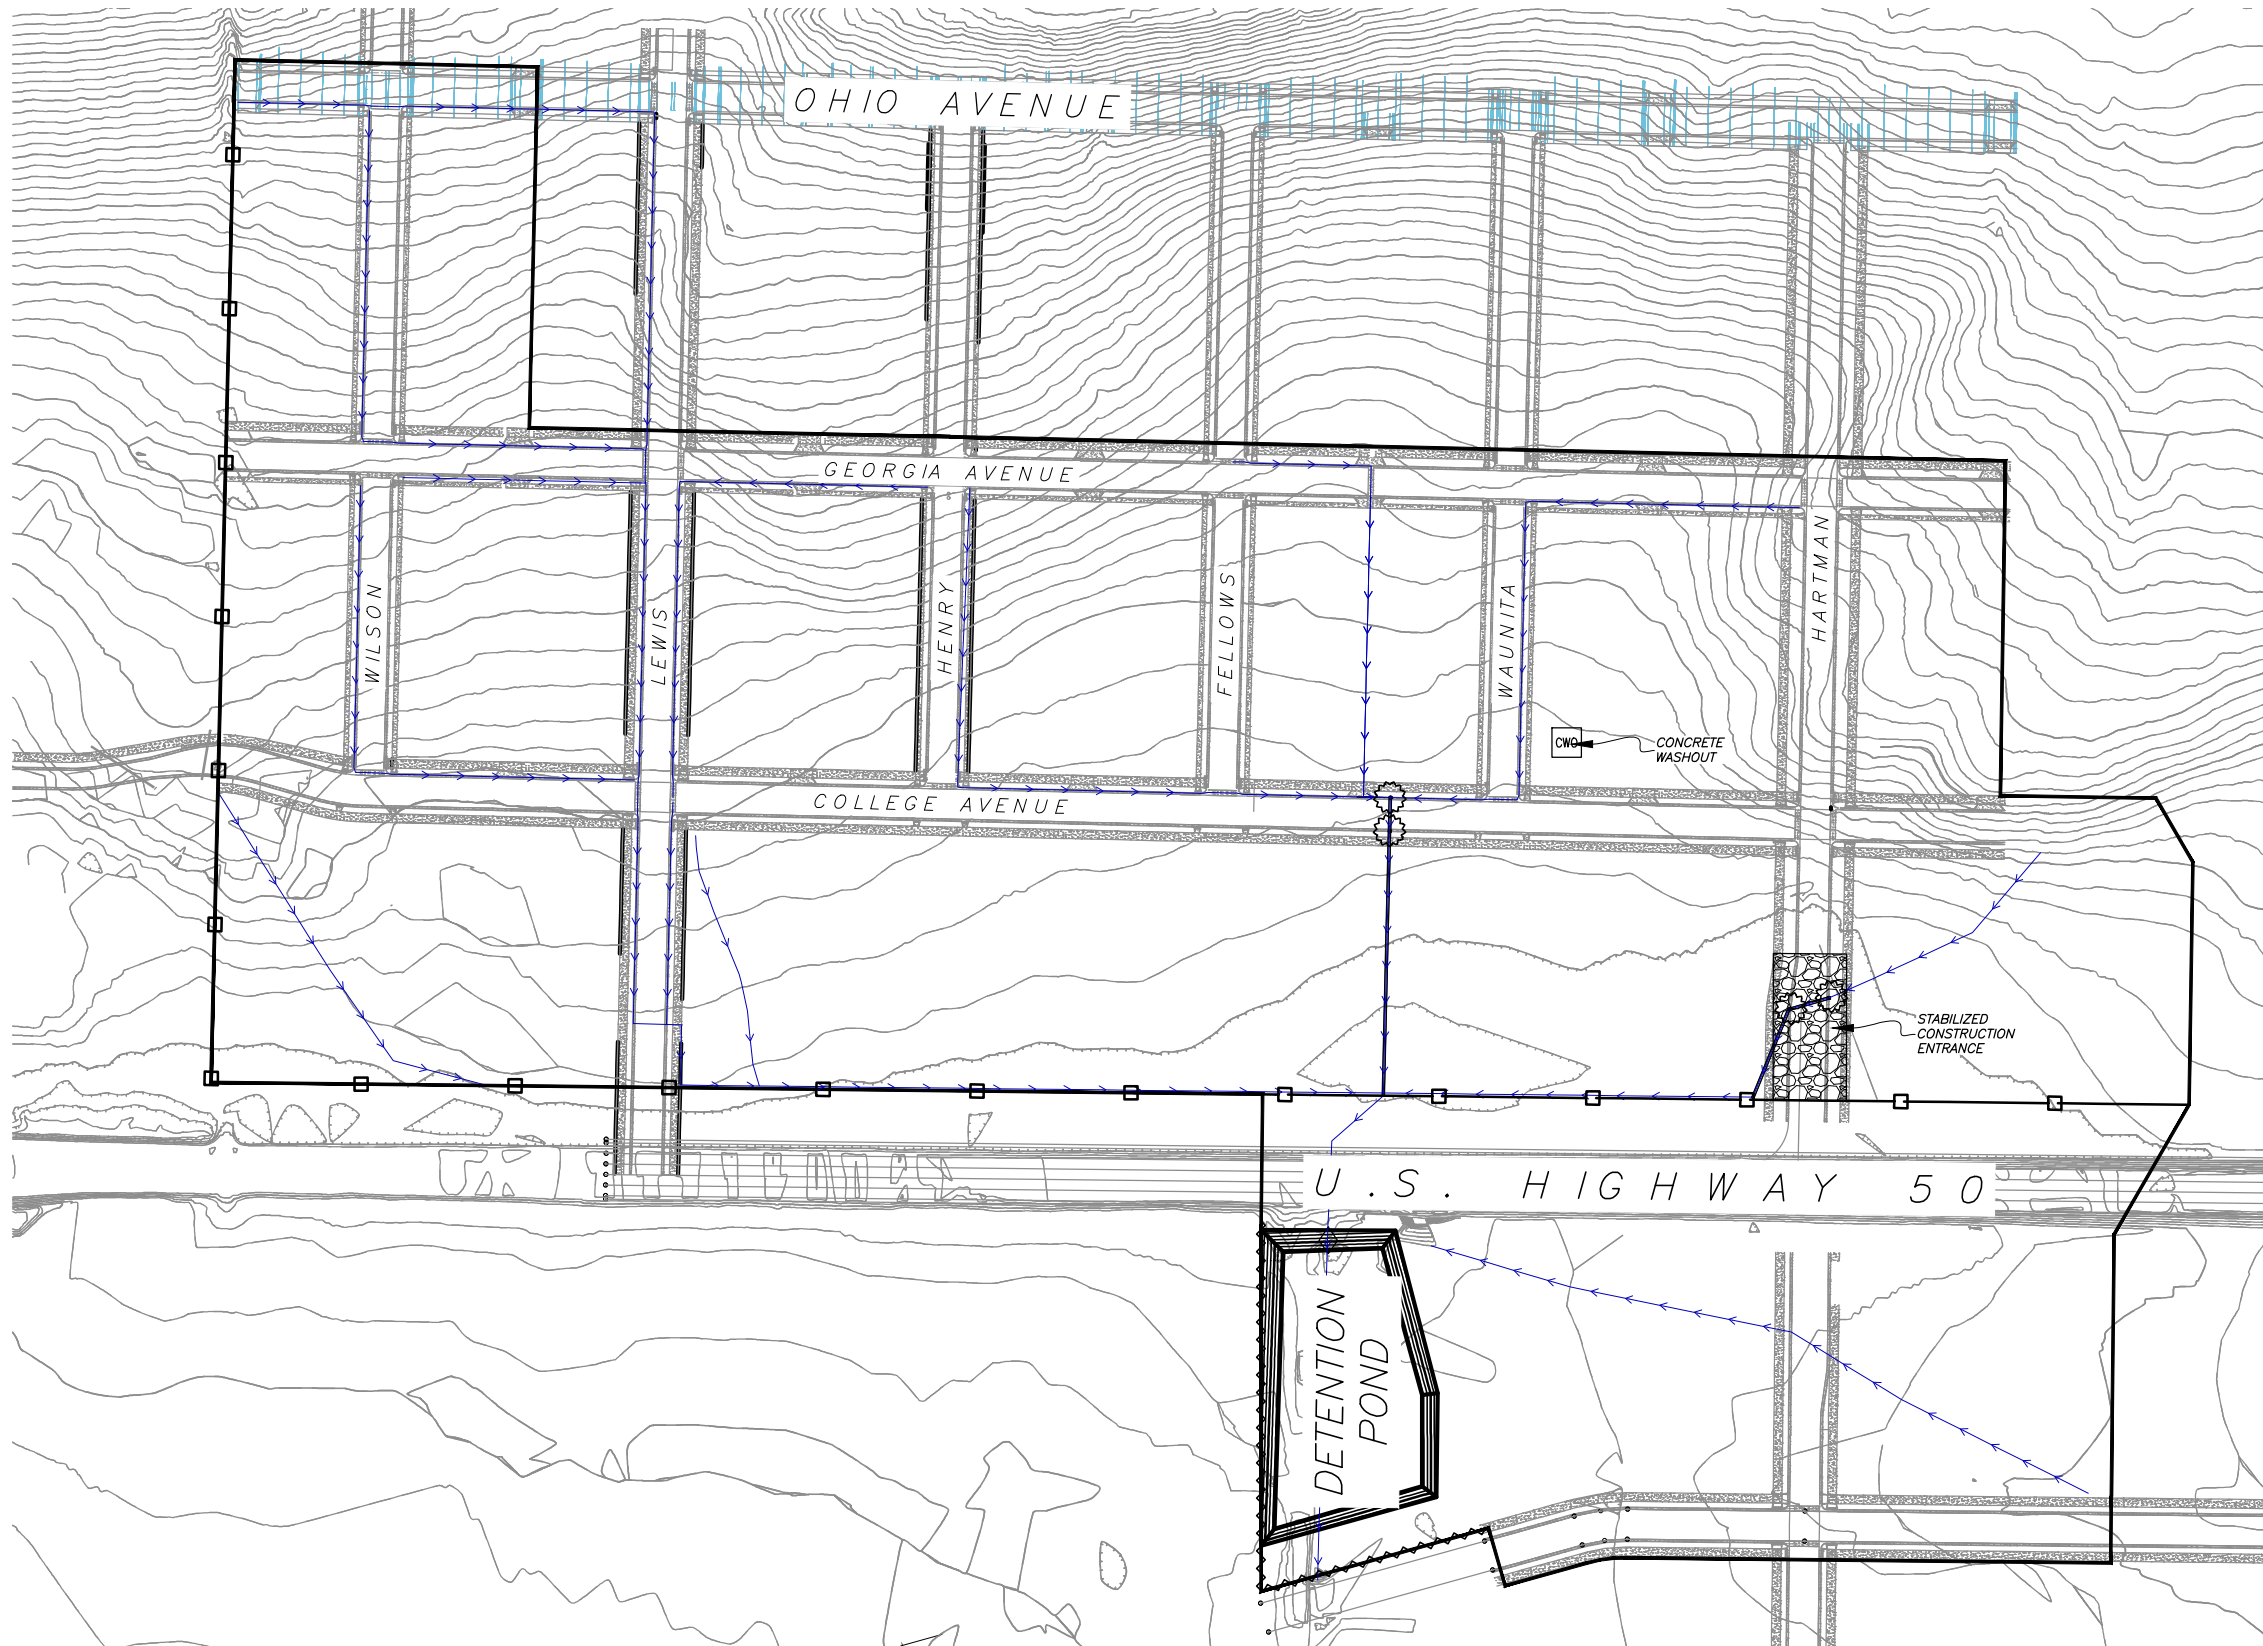 OHIO AVENUE
GEORGIA AVENUE
WILSON
LEWIS
HENRY
FELLOWS
WAUNITA
HARTMAN
CWO
CONCRETE
WASHOUT
COLLEGE AVENUE
STABILIZED
CONSTRUCTION
ENTRANCE
U.S. HIGHWAY 50
DETENTION
POND